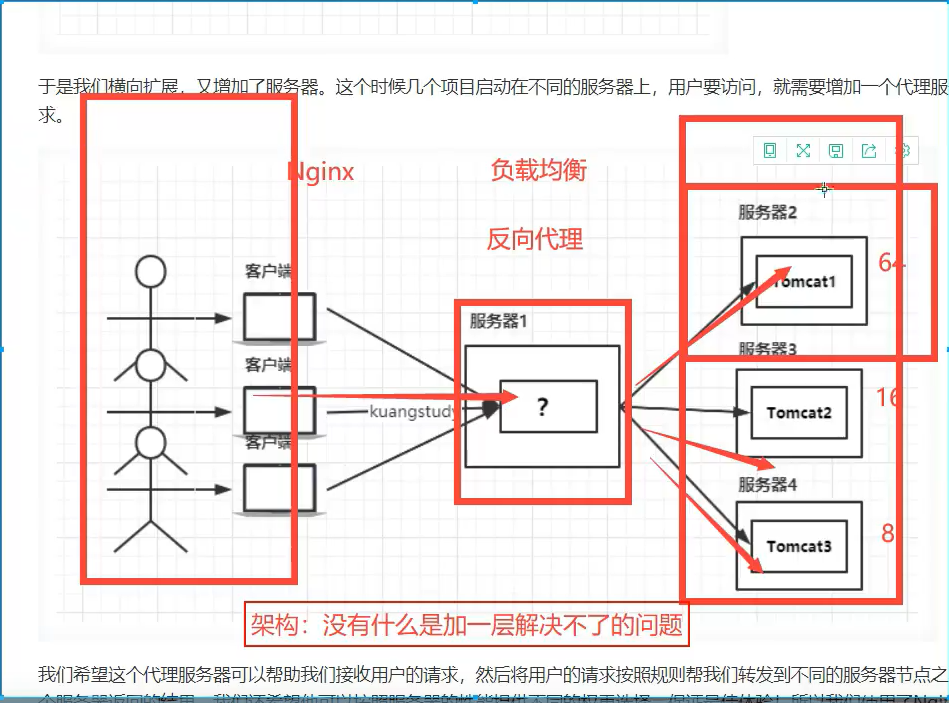 于是我们横向扩展，又增加了服务器。这个时候几个项目启动在不同的服务器上，用户要访问，就需要增加一个代理服
求。
Nginx
负载均衡
反向代理
服务器2
客户端
Tomcat1
64
服务器1
服务器3
客户端
?
kuangstudy
Tomcat2
16
客户端
服务器4
Tomcat3
8
架构：没有什么是加一层解决不了的问题
我们希望这个代理服务器可以帮助我们接收用户的请求，然后将用户的请求按照规则帮我们转发到不同的服务器节点之